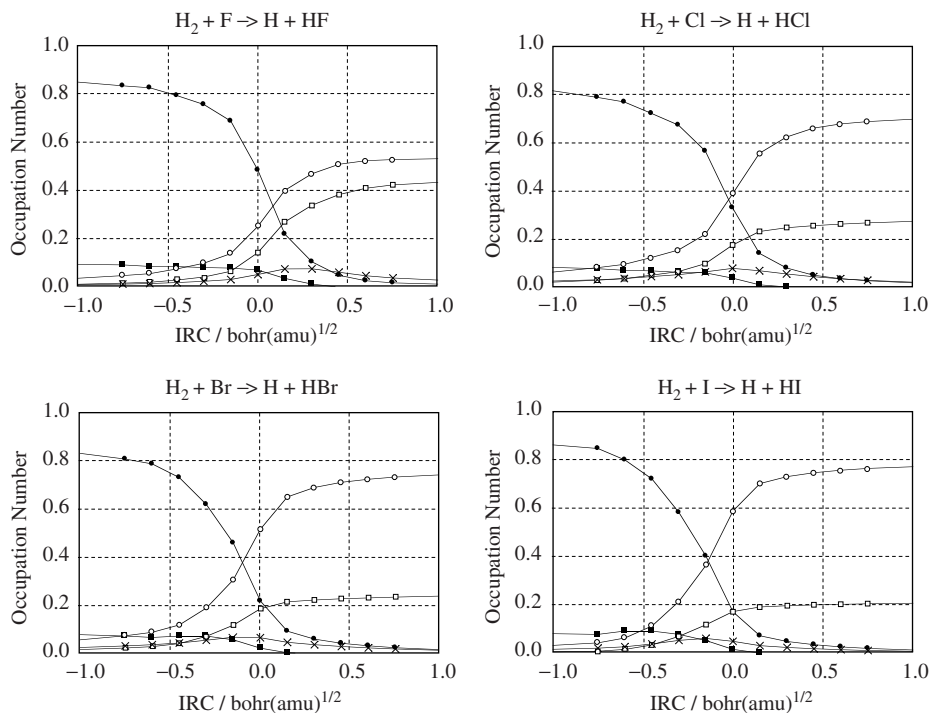 H₂ + F → H + HF
Occupation Number
1.0
0.8
0.6
0.4
0.2
0.0
−1.0 −0.5 0.0 0.5 1.0
IRC / bohr(amu)^1/2
H₂ + Cl → H + HCl
Occupation Number
1.0
0.8
0.6
0.4
0.2
0.0
−1.0 −0.5 0.0 0.5 1.0
IRC / bohr(amu)^1/2
H₂ + Br → H + HBr
Occupation Number
1.0
0.8
0.6
0.4
0.2
0.0
−1.0 −0.5 0.0 0.5 1.0
IRC / bohr(amu)^1/2
H₂ + I → H + HI
Occupation Number
1.0
0.8
0.6
0.4
0.2
0.0
−1.0 −0.5 0.0 0.5 1.0
IRC / bohr(amu)^1/2